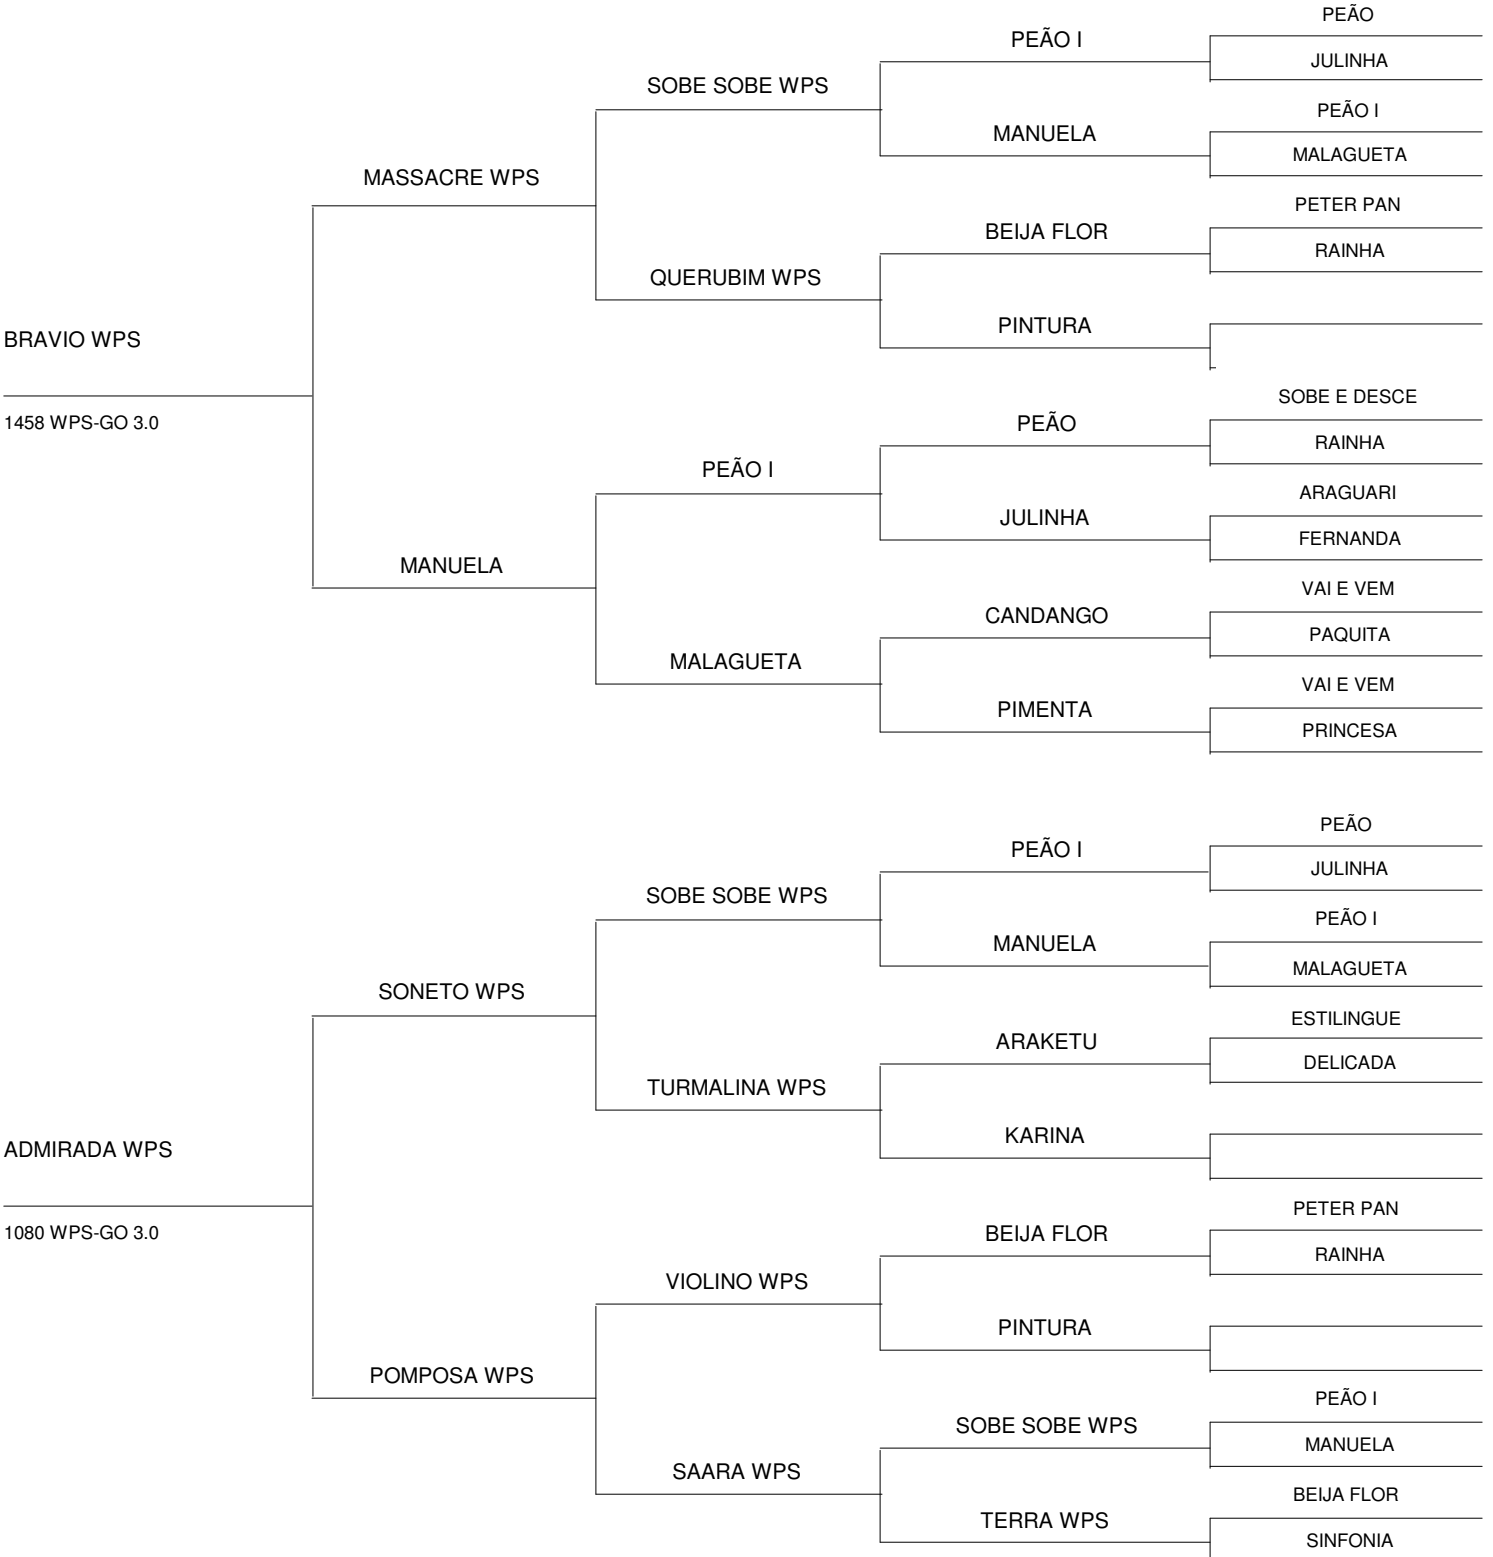 PEÃO
PEÃO I
JULINHA
SOBE SOBE WPS
PEÃO I
MANUELA
MALAGUETA
MASSACRE WPS
PETER PAN
BEIJA FLOR
RAINHA
QUERUBIM WPS
PINTURA
BRAVIO WPS
SOBE E DESCE
1458 WPS-GO 3.0
PEÃO
RAINHA
PEÃO I
ARAGUARI
JULINHA
FERNANDA
MANUELA
VAI E VEM
CANDANGO
PAQUITA
MALAGUETA
VAI E VEM
PIMENTA
PRINCESA
PEÃO
PEÃO I
JULINHA
SOBE SOBE WPS
PEÃO I
MANUELA
MALAGUETA
SONETO WPS
ESTILINGUE
ARAKETU
DELICADA
TURMALINA WPS
KARINA
ADMIRADA WPS
PETER PAN
1080 WPS-GO 3.0
BEIJA FLOR
RAINHA
VIOLINO WPS
PINTURA
POMPOSA WPS
PEÃO I
SOBE SOBE WPS
MANUELA
SAARA WPS
BEIJA FLOR
TERRA WPS
SINFONIA